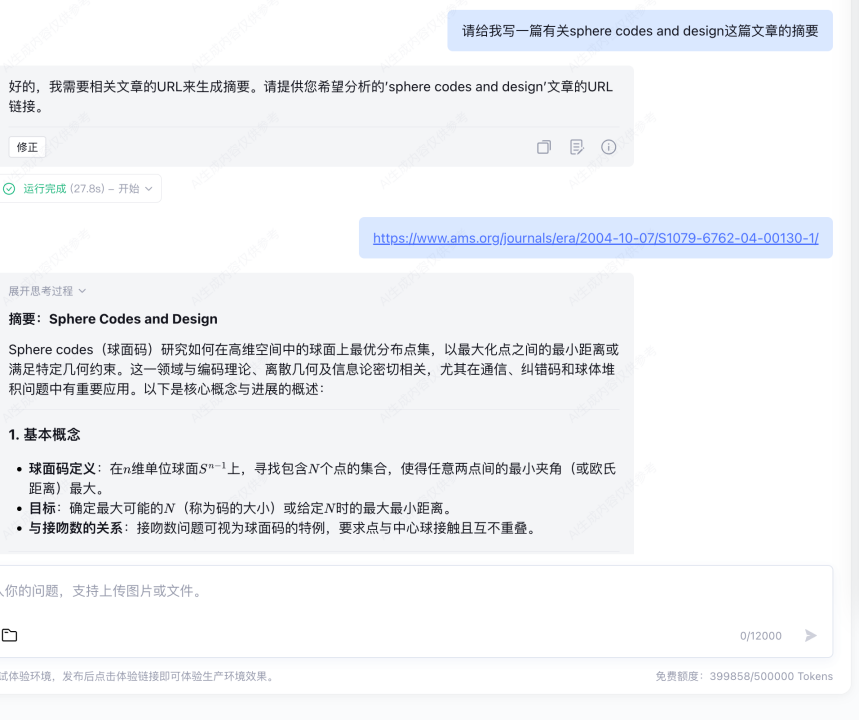 请给我写一篇有关sphere codes and design这篇文章的摘要
好的，我需要相关文章的URL来生成摘要。请提供您希望分析的'sphere codes and design'文章的URL
链接。
修正
运行完成 (27.8s) – 开始
https://www.ams.org/journals/era/2004-10-07/S1079-6762-04-00130-1/
展开思考过程
摘要：Sphere Codes and Design
Sphere codes（球面码）研究如何在高维空间中的球面上最优分布点集，以最大化点之间的最小距离或
满足特定几何约束。这一领域与编码理论、离散几何及信息论密切相关，尤其在通信、纠错码和球体堆
积问题中有重要应用。以下是核心概念与进展的概述：
1. 基本概念
• 球面码定义：在n维单位球面Sⁿ⁻¹上，寻找包含N个点的集合，使得任意两点间的最小夹角（或欧氏
距离）最大。
• 目标：确定最大可能的N（称为码的大小）或给定N时的最大最小距离。
• 与接吻数的关系：接吻数问题可视为球面码的特例，要求点与中心球接触且互不重叠。
你的问题，支持上传图片或文件。
0/12000
试体验环境，发布后点击体验链接即可体验生产环境效果。
免费额度：399858/500000 Tokens